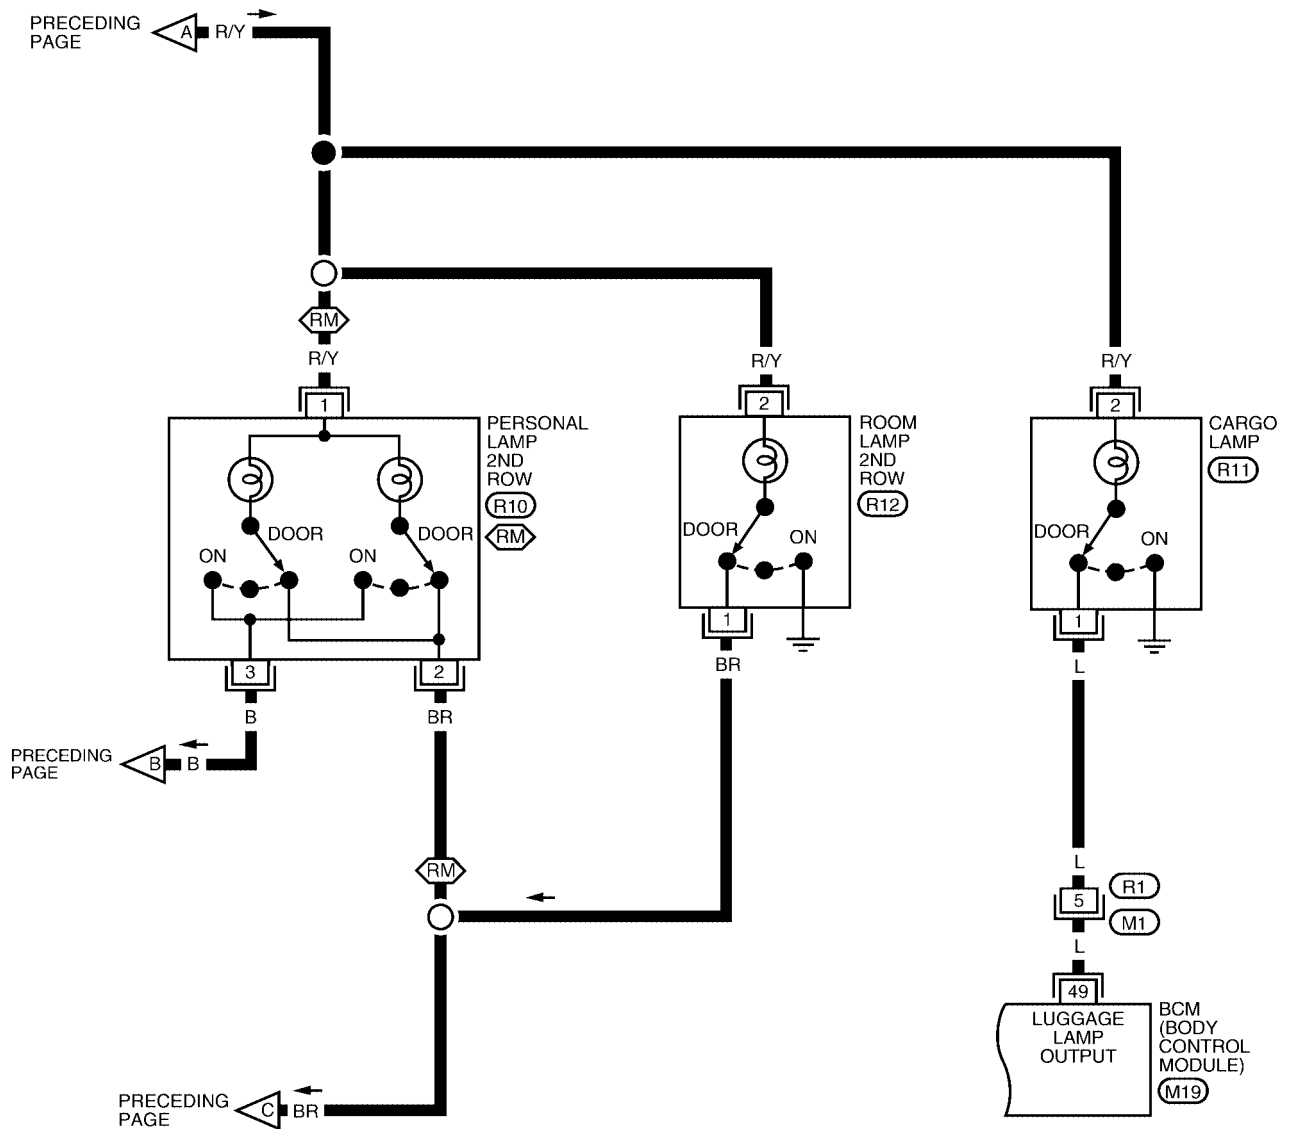 PRECEDING
PAGE
A
R/Y
RM
R/Y
R/Y
R/Y
1
2
2
PERSONAL
LAMP
2ND
ROW
R10
RM
ROOM
LAMP
2ND
ROW
R12
CARGO
LAMP
R11
DOOR
DOOR
ON
ON
DOOR
ON
DOOR
ON
3
2
1
1
B
BR
BR
L
PRECEDING
PAGE
B
B
RM
L
5
R1
M1
L
49
LUGGAGE
LAMP
OUTPUT
BCM
(BODY
CONTROL
MODULE)
M19
PRECEDING
PAGE
C
BR